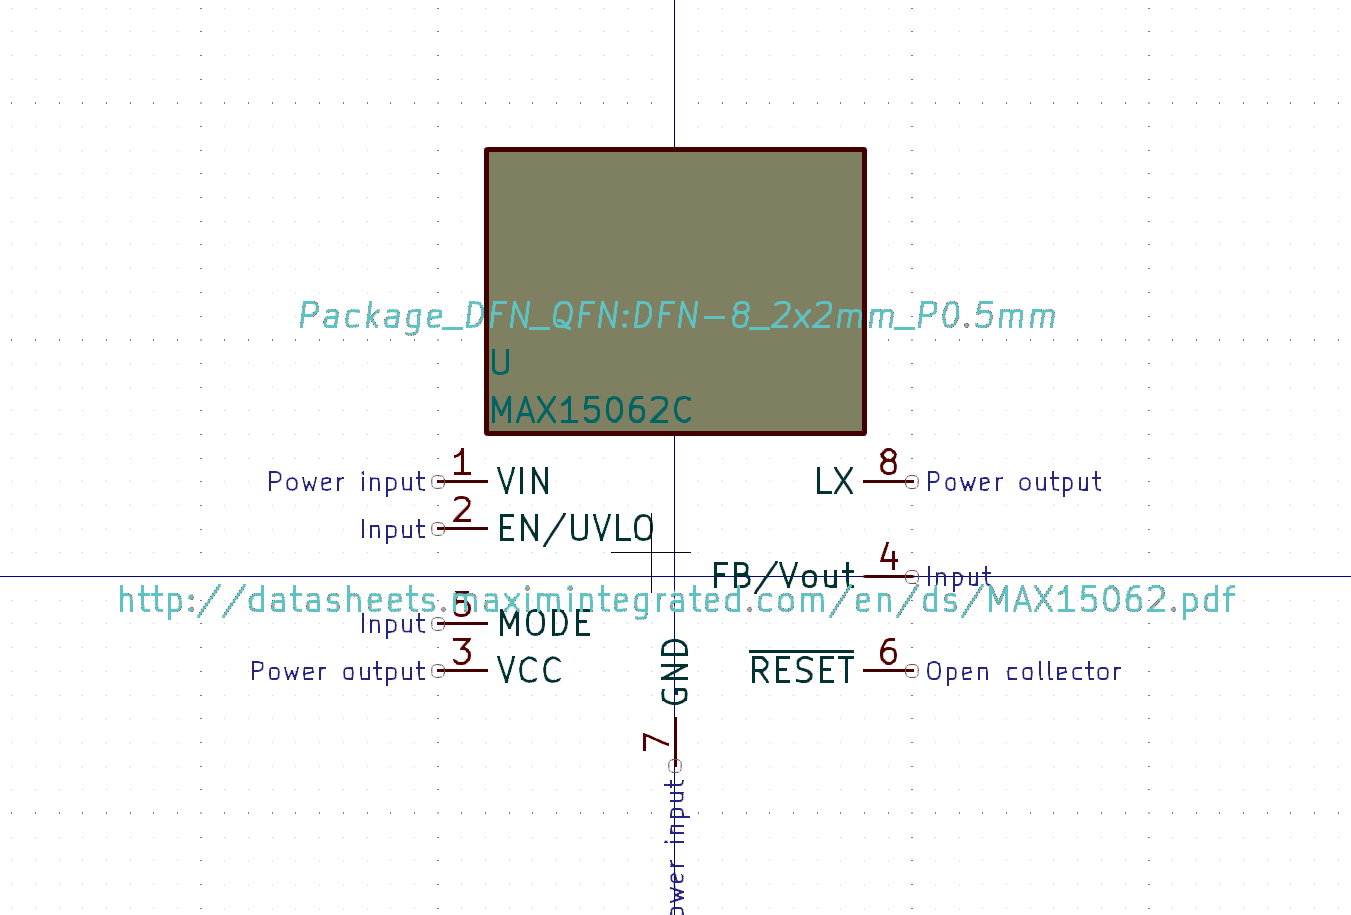 Package_DFN_QFN:DFN-8_2x2mm_P0.5mm
U
MAX15062C
Power input 1 VIN
LX 8 Power output
Input 2 EN/UVLO
FB/Vout 4 Input
http://datasheets.maximintegrated.com/en/ds/MAX15062.pdf
Input 5 MODE
Power output 3 VCC
GND
RESET 6 Open collector
7
ower input